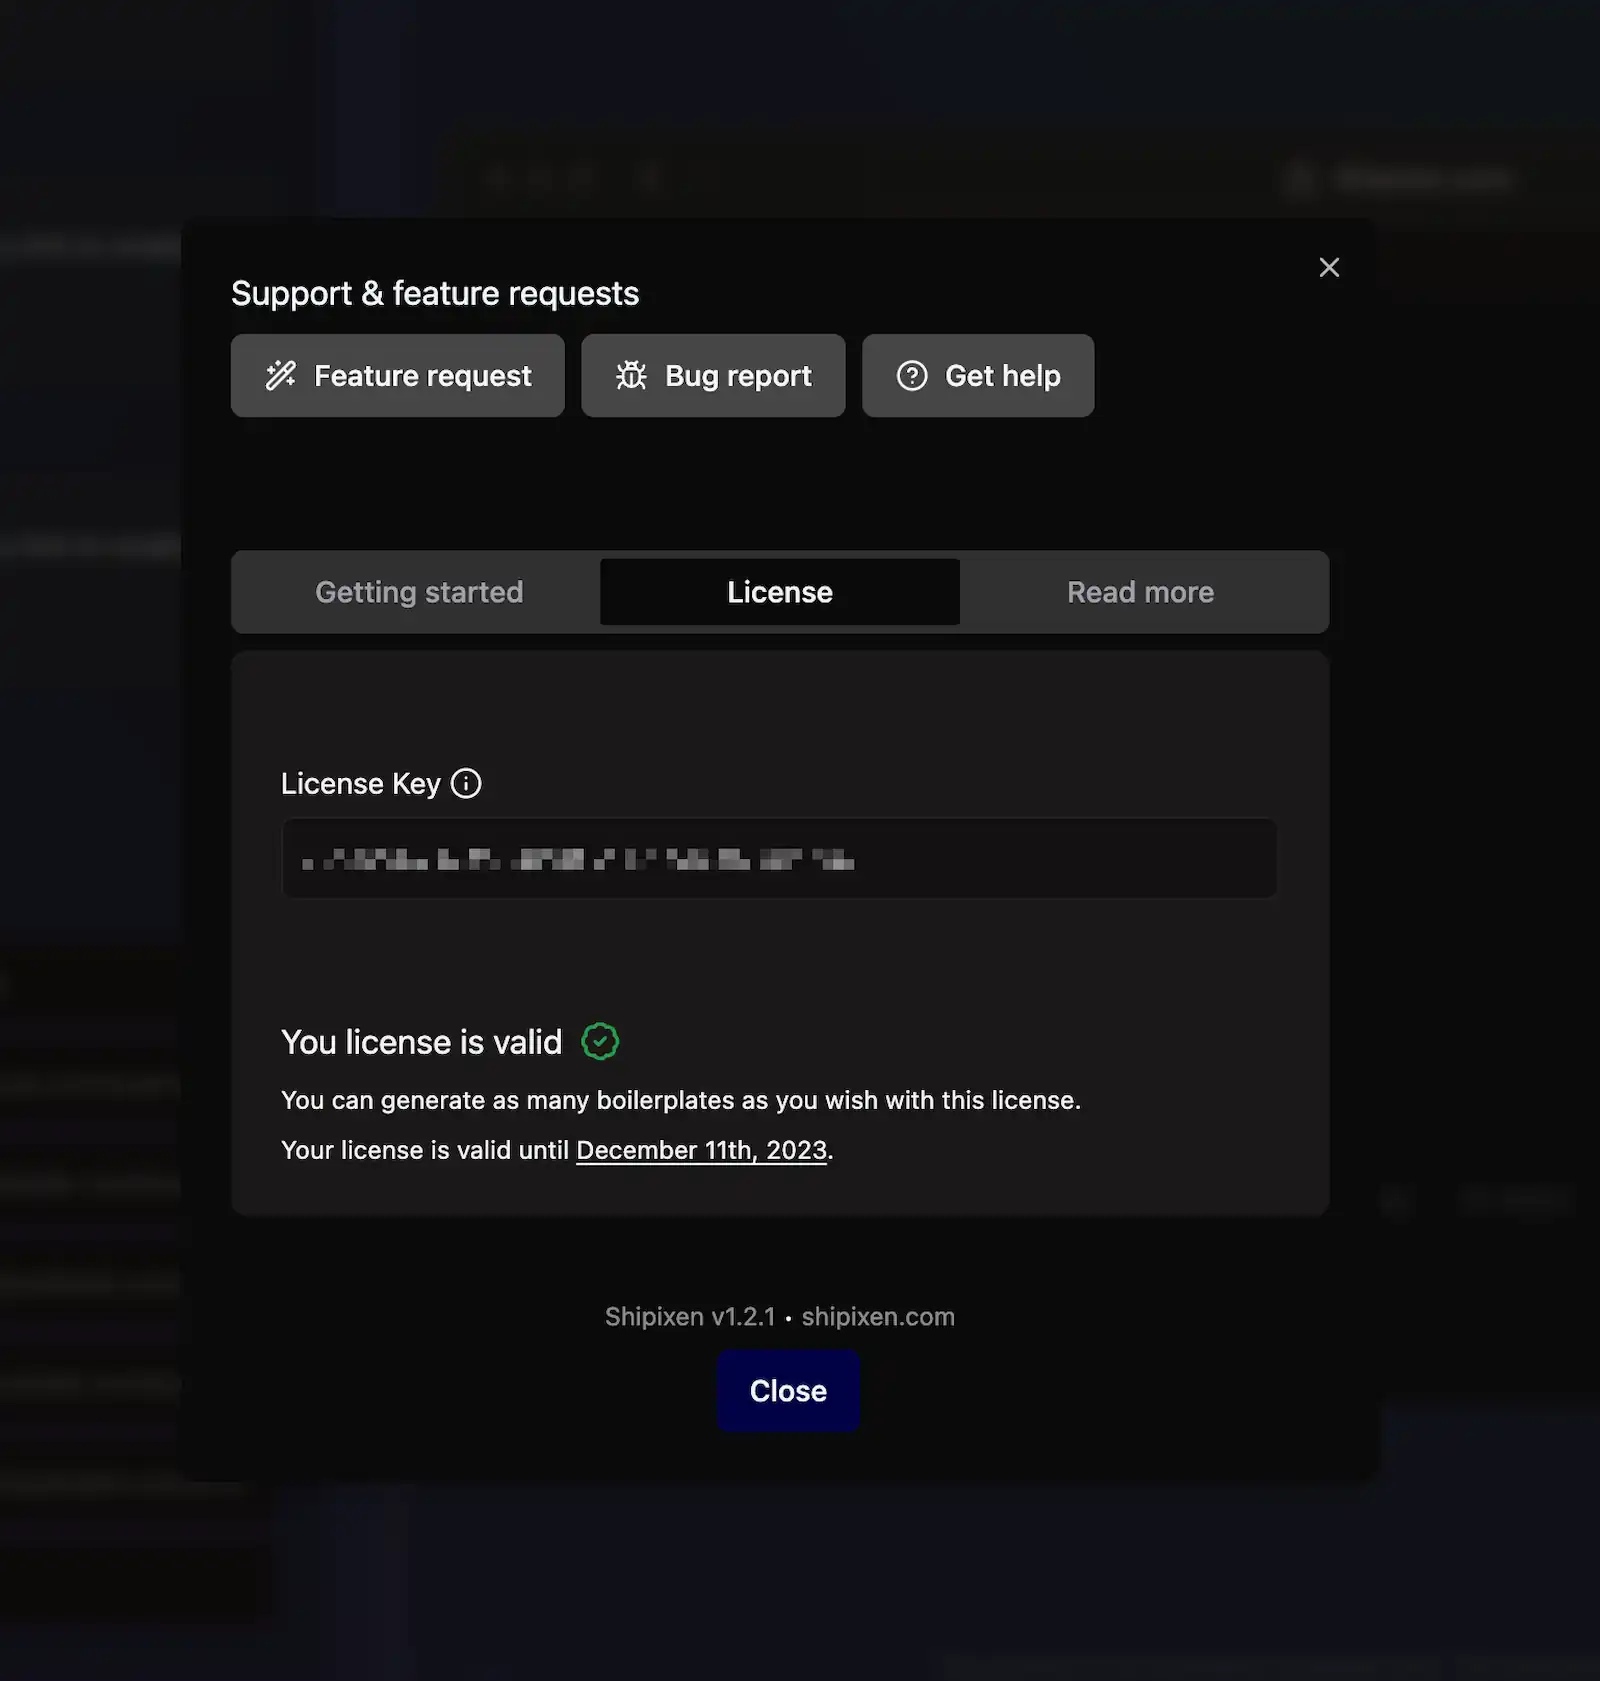 Support & feature requests
Feature request
Bug report
Get help
Getting started
License
Read more
License Key
You license is valid
You can generate as many boilerplates as you wish with this license.
Your license is valid until December 11th, 2023.
Shipixen v1.2.1 • shipixen.com
Close